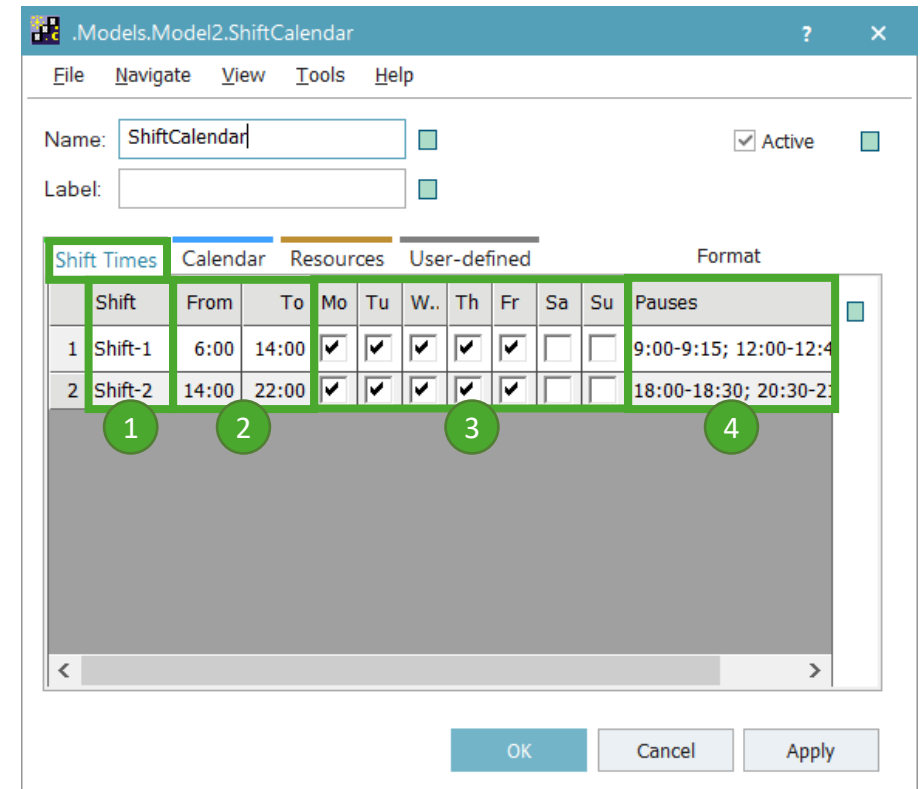 .Models.Model2.ShiftCalendar ? ×
File Navigate View Tools Help
Name: ShiftCalendar Active
Label:
Shift Times Calendar Resources User-defined Format
Shift From To Mo Tu W.. Th Fr Sa Su Pauses
1 Shift-1 6:00 14:00 9:00-9:15; 12:00-12:4
2 Shift-2 14:00 22:00 18:00-18:30; 20:30-2
1 2 3 4
OK Cancel Apply